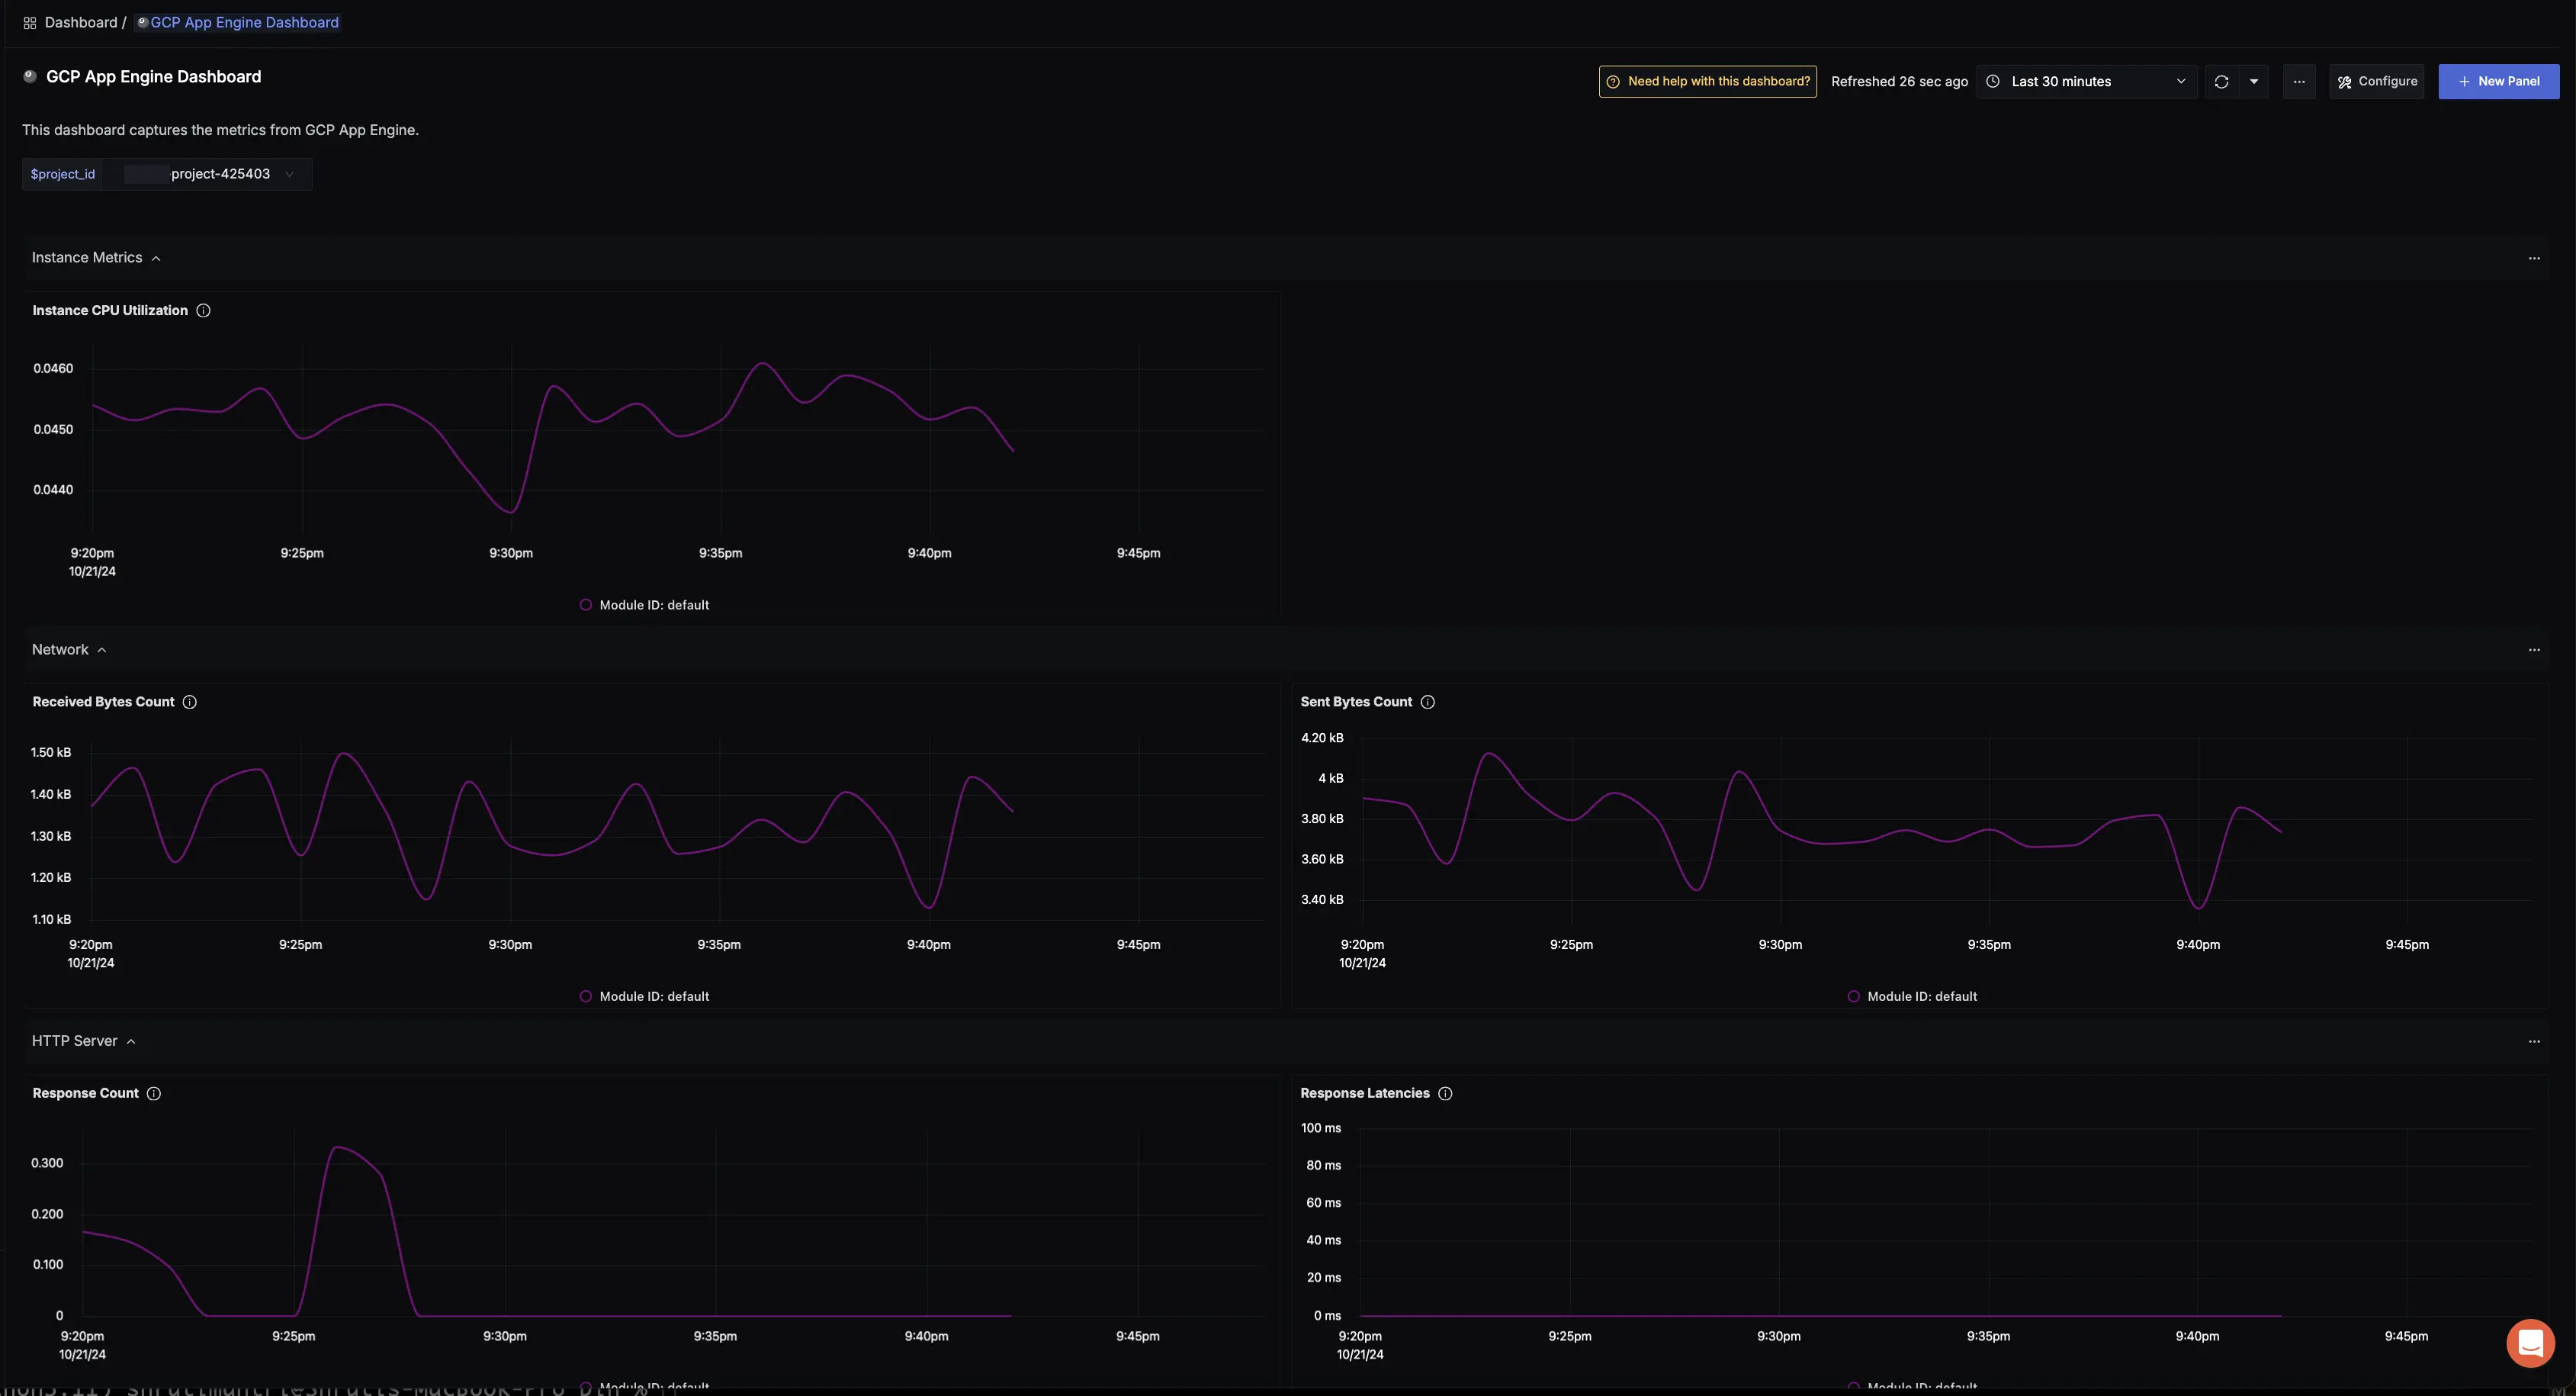 Dashboard / GCP App Engine Dashboard
GCP App Engine Dashboard
Need help with this dashboard? Refreshed 26 sec ago Last 30 minutes ... Configure + New Panel
This dashboard captures the metrics from GCP App Engine.
$project_id project-425403
Instance Metrics
Instance CPU Utilization
0.0460
0.0450
0.0440
9:20pm 9:25pm 9:30pm 9:35pm 9:40pm 9:45pm
10/21/24
Module ID: default
Network
Received Bytes Count
1.50 kB
1.40 kB
1.30 kB
1.20 kB
1.10 kB
9:20pm 9:25pm 9:30pm 9:35pm 9:40pm 9:45pm
10/21/24
Module ID: default
Sent Bytes Count
4.20 kB
4 kB
3.80 kB
3.60 kB
3.40 kB
9:20pm 9:25pm 9:30pm 9:35pm 9:40pm 9:45pm
10/21/24
Module ID: default
HTTP Server
Response Count
0.300
0.200
0.100
0
9:20pm 9:25pm 9:30pm 9:35pm 9:40pm 9:45pm
10/21/24
Module ID: default
Response Latencies
100 ms
80 ms
60 ms
40 ms
20 ms
0 ms
9:20pm 9:25pm 9:30pm 9:35pm 9:40pm 9:45pm
10/21/24
Module ID: default